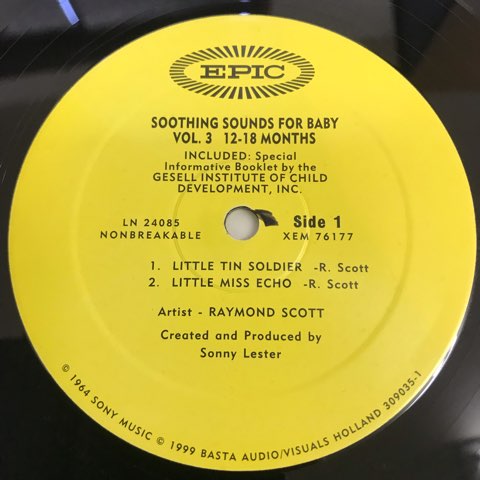 EPIC
SOOTHING SOUNDS FOR BABY
VOL. 3 12-18 MONTHS
INCLUDED: Special
Informative Booklet by the
GESELL INSTITUTE OF CHILD
DEVELOPMENT, INC.
LN 24085
NONBREAKABLE
Side 1
XEM 76177
1. LITTLE TIN SOLDIER -R. Scott
2. LITTLE MISS ECHO -R. Scott
Artist - RAYMOND SCOTT
Created and Produced by
Sonny Lester
© 1964 SONY MUSIC © 1999 BASTA AUDIO/VISUALS HOLLAND 309035-1